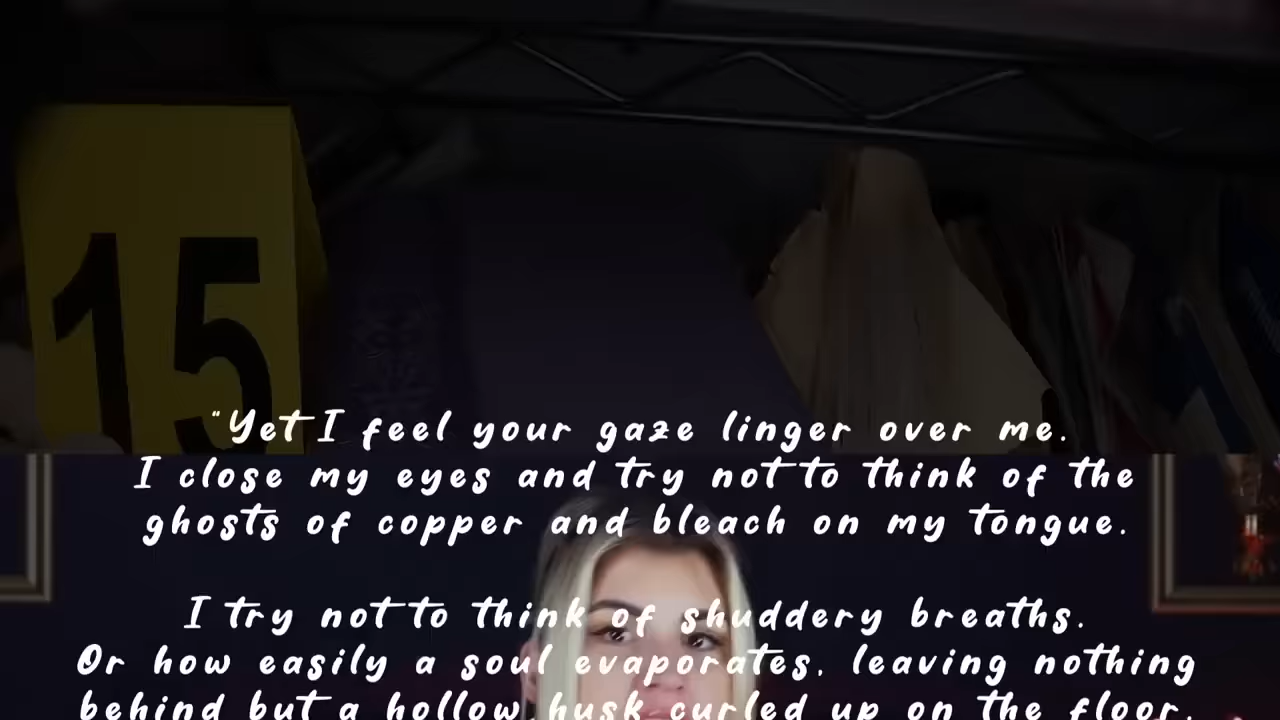 15
"Yet I feel your gaze linger over me.
I close my eyes and try not to think of the
ghosts of copper and bleach on my tongue.
I try not to think of shuddery breaths.
Or how easily a soul evaporates, leaving nothing
behind but a hollow husk curled up on the floor.